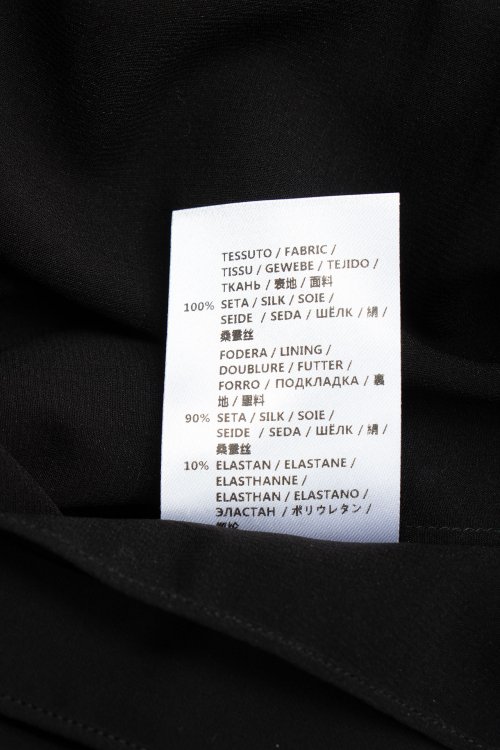 TESSUTO / FABRIC /
TISSU / GEWEBE / TEJIDO /
ТКАНЬ / 裏地 / 面料
100% SETA / SILK / SOIE /
SEIDE / SEDA / ШЁЛК / 絹 /
桑蚕丝
FODERA / LINING /
DOUBLURE / FUTTER /
FORRO / ПОДКЛАДКА / 裏
地 / 里料
90% SETA / SILK / SOIE /
SEIDE / SEDA / ШЁЛК / 絹 /
桑蚕丝
10% ELASTAN / ELASTANE /
ELASTHANNE /
ELASTHAN / ELASTANO /
ЭЛАСТАН / ポリウレタン /